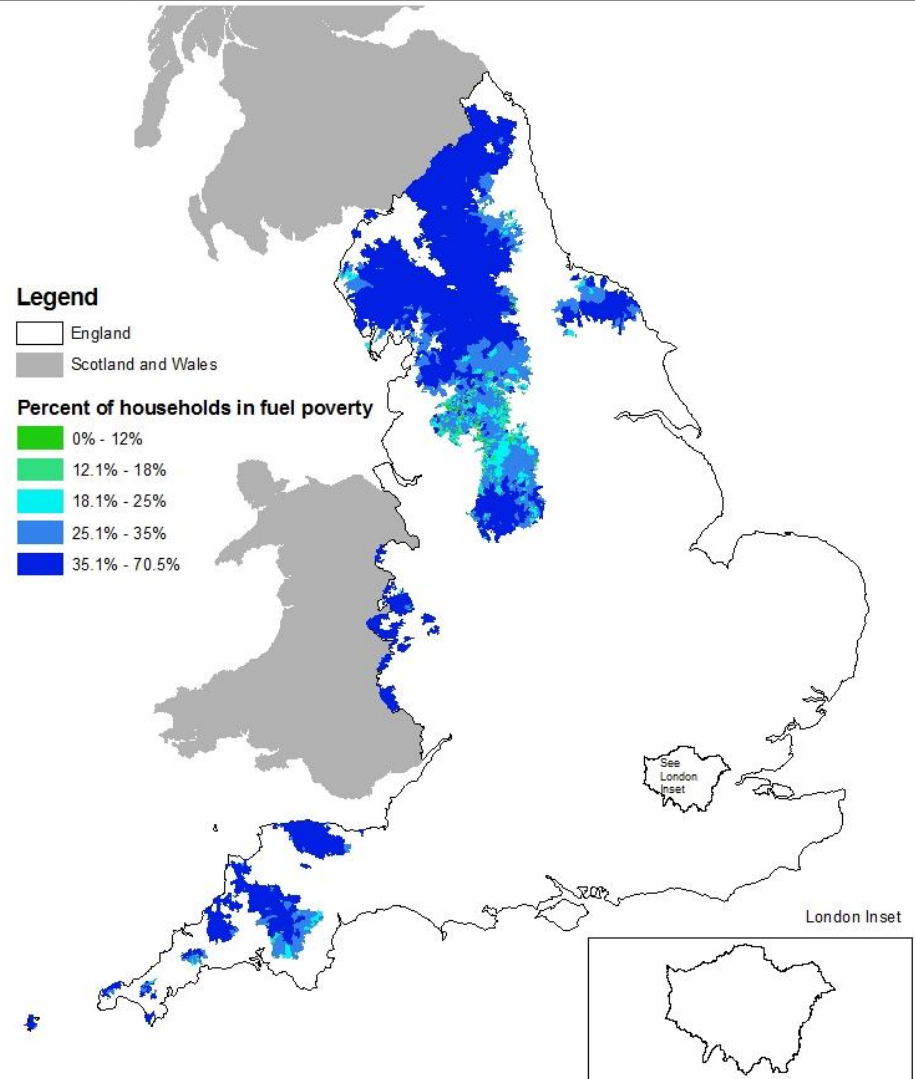 Legend
England
Scotland and Wales
Percent of households in fuel poverty
0% - 12%
12.1% - 18%
18.1% - 25%
25.1% - 35%
35.1% - 70.5%
See
London
Inset
London Inset